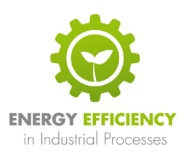 ENERGY EFFICIENCY
in Industrial Processes